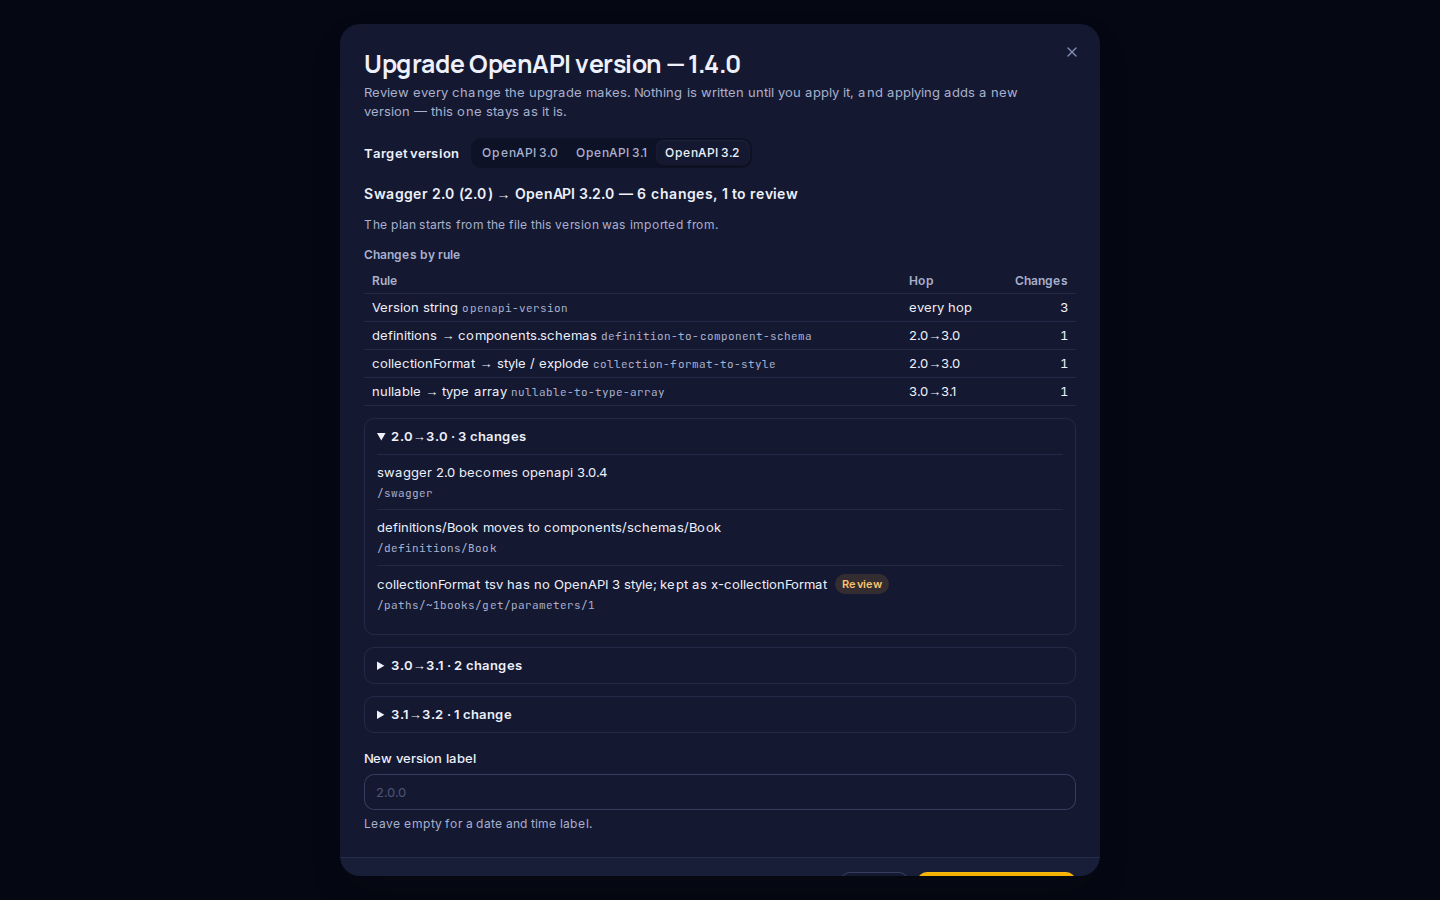 Upgrade OpenAPI version — 1.4.0
Review every change the upgrade makes. Nothing is written until you apply it, and applying adds a new
version — this one stays as it is.
Target version OpenAPI 3.0 OpenAPI 3.1 OpenAPI 3.2
Swagger 2.0 (2.0) → OpenAPI 3.2.0 — 6 changes, 1 to review
The plan starts from the file this version was imported from.
Changes by rule
Rule Hop Changes
Version string openapi-version every hop 3
definitions → components.schemas definition-to-component-schema 2.0→3.0 1
collectionFormat → style / explode collection-format-to-style 2.0→3.0 1
nullable → type array nullable-to-type-array 3.0→3.1 1
2.0→3.0 · 3 changes
swagger 2.0 becomes openapi 3.0.4
/swagger
definitions/Book moves to components/schemas/Book
/definitions/Book
collectionFormat tsv has no OpenAPI 3 style; kept as x-collectionFormat Review
/paths/~1books/get/parameters/1
3.0→3.1 · 2 changes
3.1→3.2 · 1 change
New version label
2.0.0
Leave empty for a date and time label.